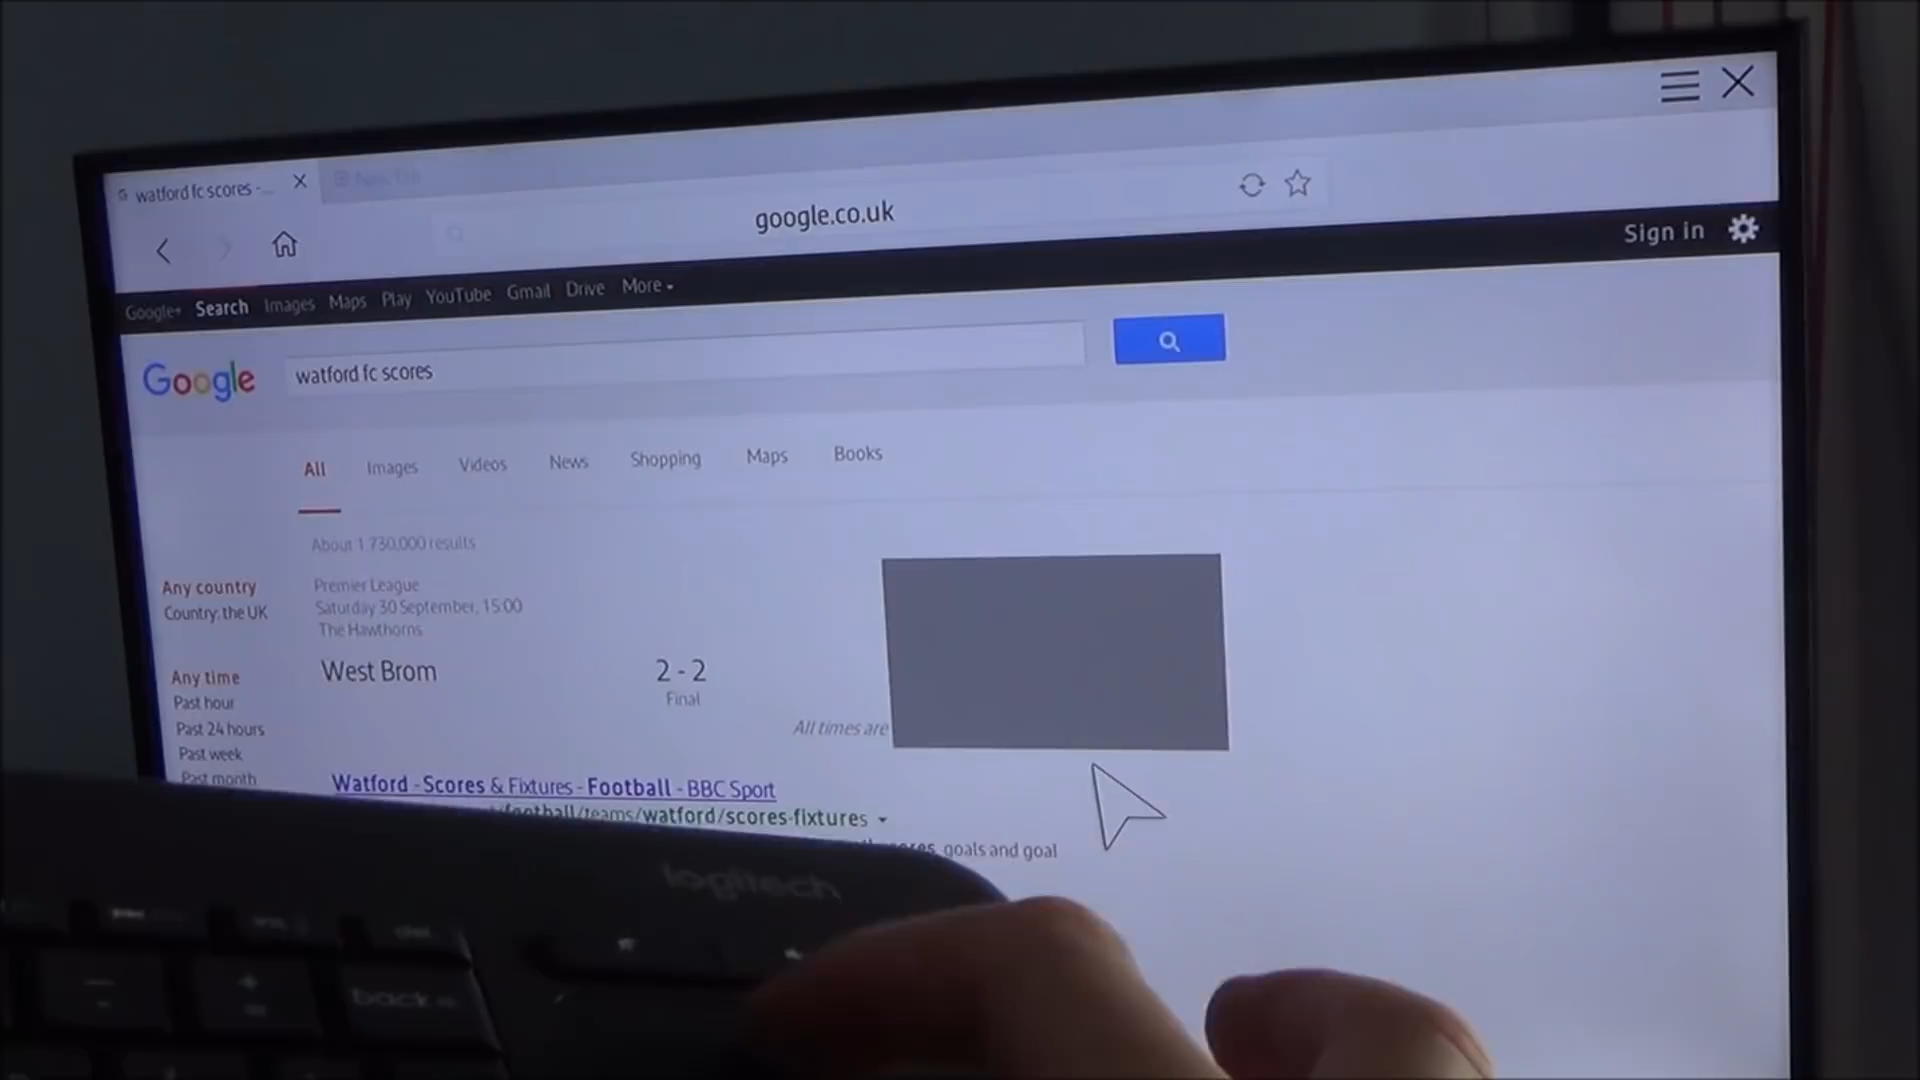 watford fc scores -...
New Tab
google.co.uk
Sign in
Google+ Search Images Maps Play YouTube Gmail Drive More
Google
watford fc scores
All Images Videos News Shopping Maps Books
About 1,730,000 results
Any country
Country: the UK
Premier League
Saturday 30 September, 15:00
The Hawthorns
West Brom 2 - 2
Final
Any time
Past hour
Past 24 hours
Past week
Past month
All times are
Watford - Scores & Fixtures - Football - BBC Sport
football/teams/watford/scores-fixtures
goals and goal
logitech
back